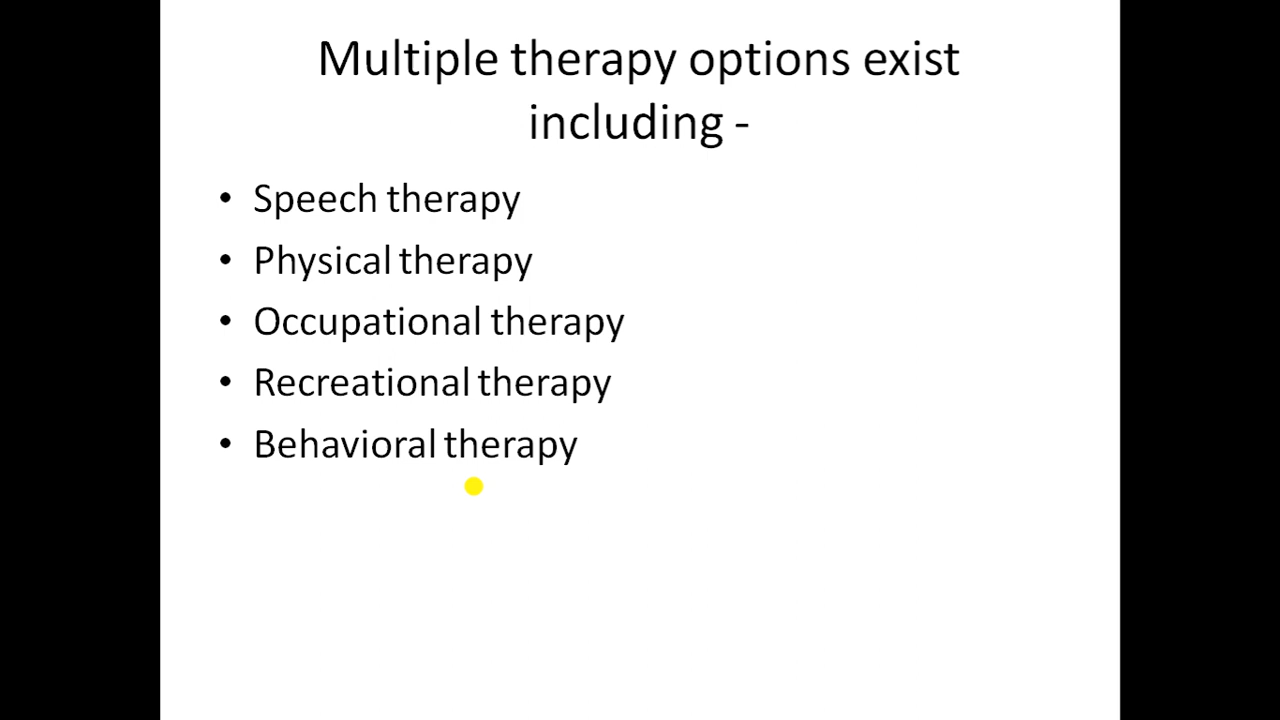 Multiple therapy options exist
including -
• Speech therapy
• Physical therapy
• Occupational therapy
• Recreational therapy
• Behavioral therapy